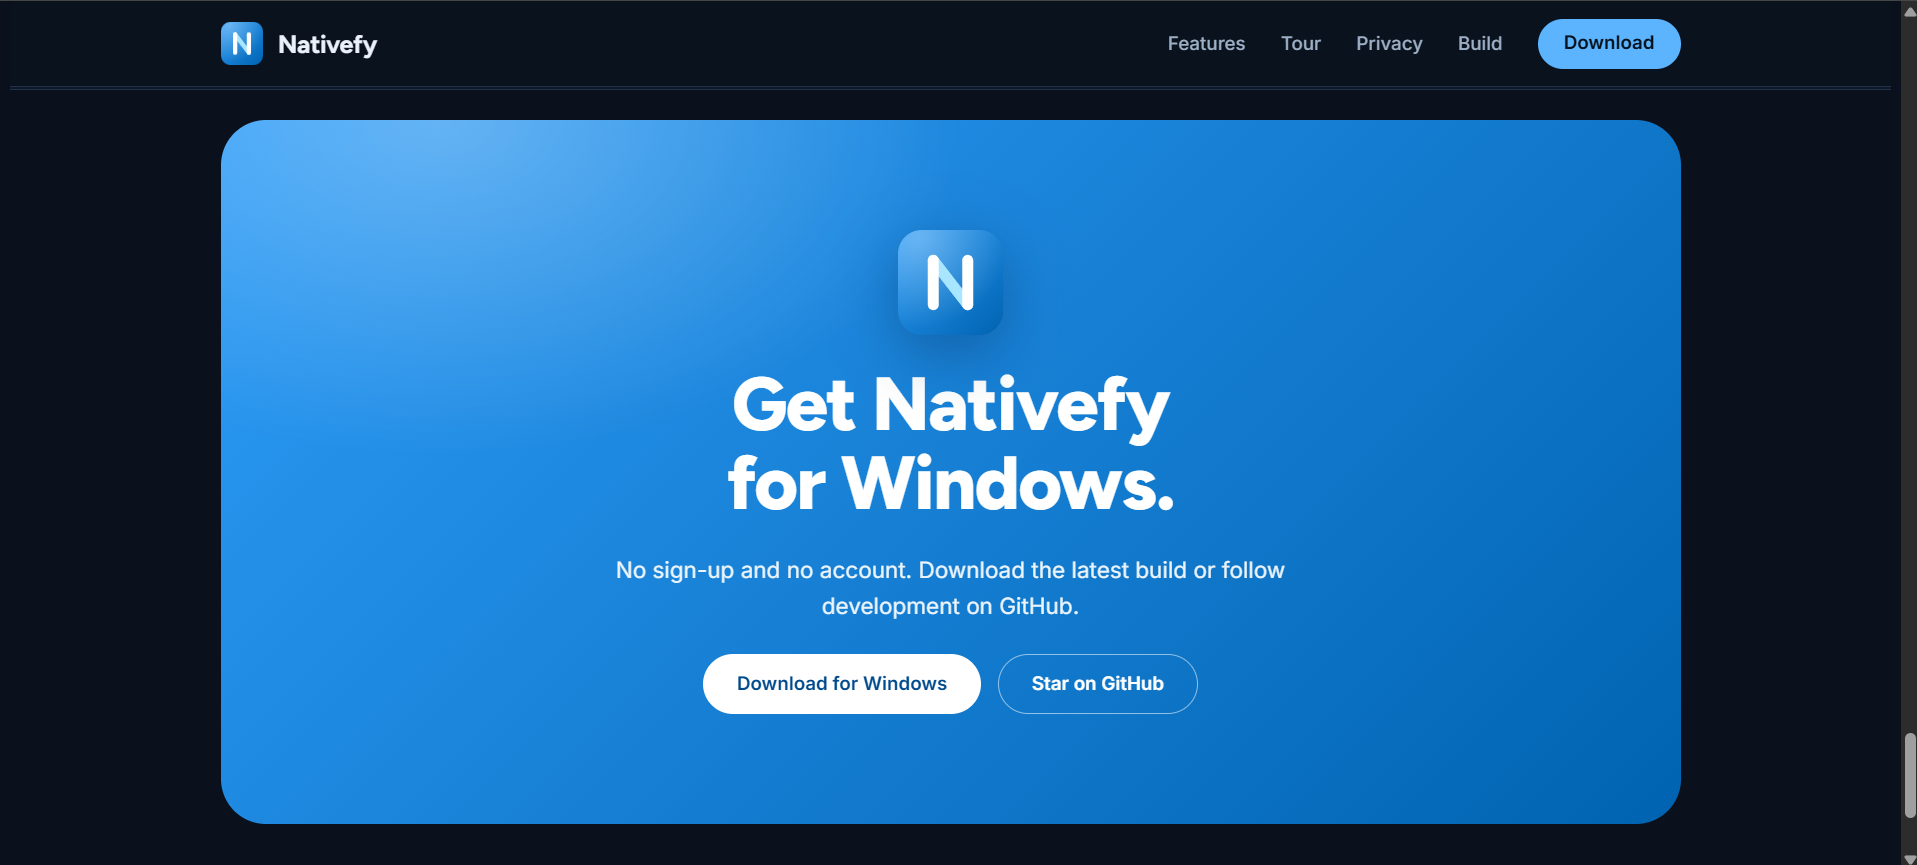 N Nativefy
Features Tour Privacy Build Download
N
Get Nativefy
for Windows.
No sign-up and no account. Download the latest build or follow
development on GitHub.
Download for Windows Star on GitHub